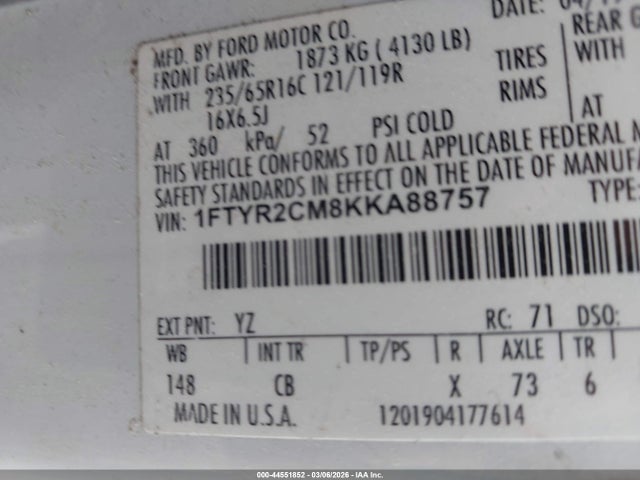 DATE: 04/
MFD. BY FORD MOTOR CO.
FRONT GAWR: 1873 KG ( 4130 LB) REAR G
WITH 235/65R16C 121/119R TIRES WITH
16X6.5J RIMS
AT 360 kPa/ 52 PSI COLD AT
THIS VEHICLE CONFORMS TO ALL APPLICABLE FEDERAL M
SAFETY STANDARDS IN EFFECT ON THE DATE OF MANUFA
VIN: 1FTYR2CM8KKA88757 TYPE:
EXT PNT: YZ RC: 71 DSO:
WB INT TR TP/PS R AXLE TR
148 CB X 73 6
MADE IN U.S.A. 1201904177614
000-44551852 | 03/06/2026 | IAA Inc.